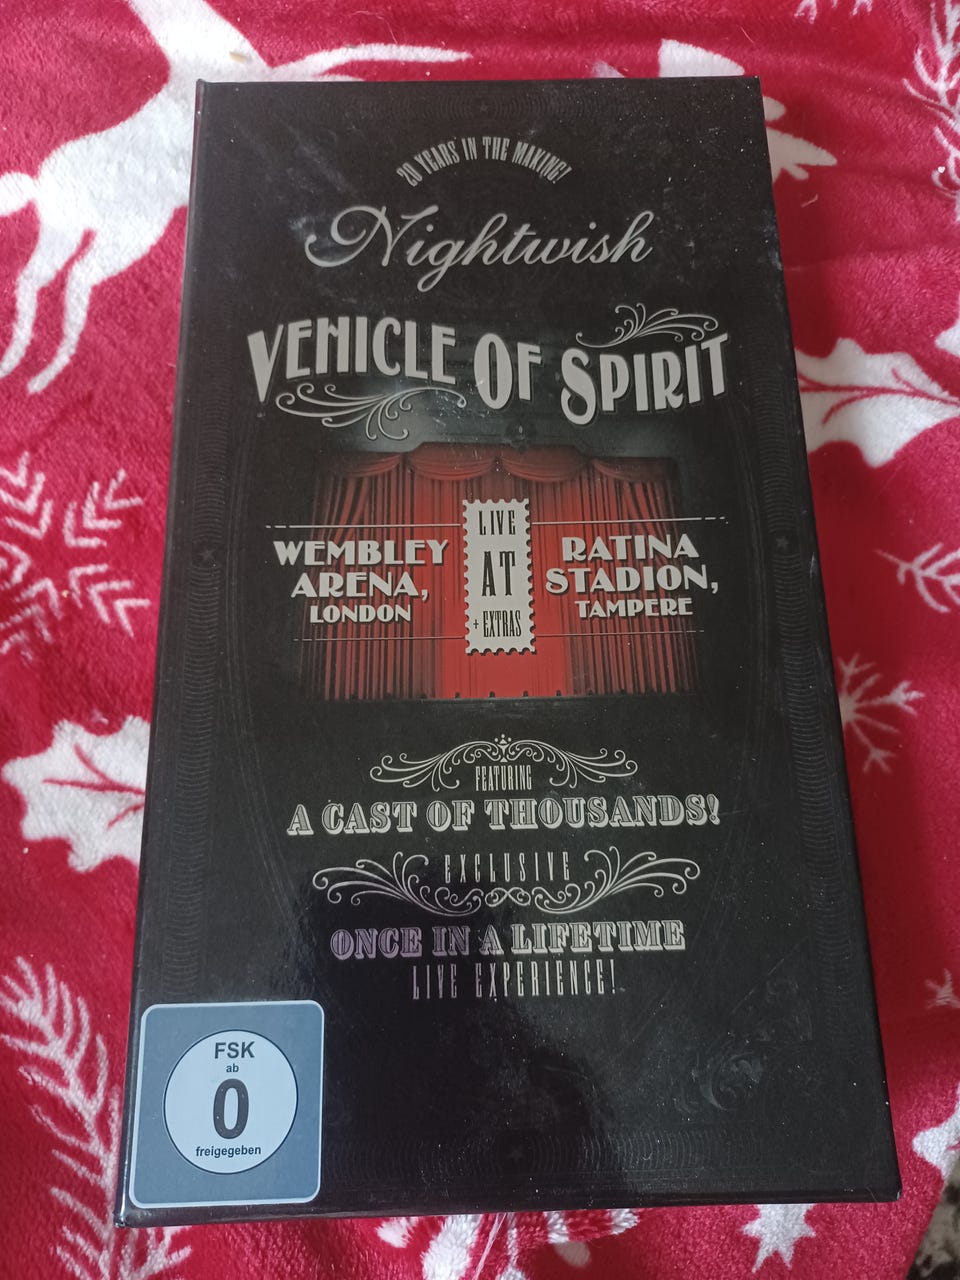 20 YEARS IN THE MAKING!
Nightwish
VEHICLE OF SPIRIT
LIVE
AT
+ EXTRAS
WEMBLEY
ARENA,
LONDON
RATINA
STADION,
TAMPERE
FEATURING
A CAST OF THOUSANDS!
EXCLUSIVE
ONCE IN A LIFETIME
LIVE EXPERIENCE!
FSK
ab
0
freigegeben